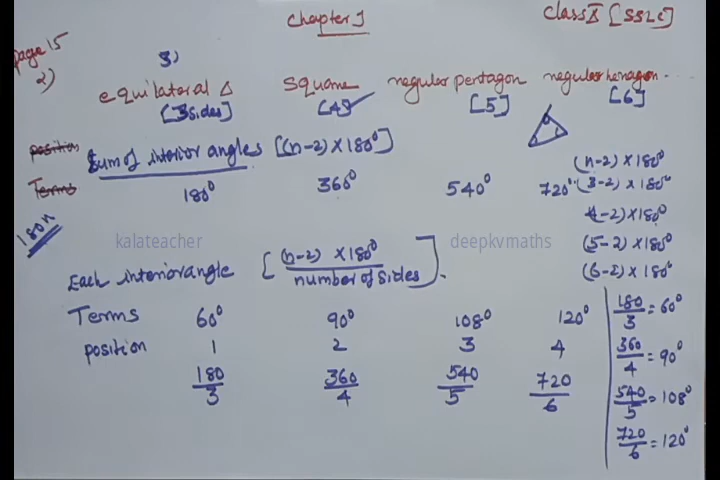 Chapter 1 Class X [SSLC]
page 15
2)
3)
equilateral Δ square regular pentagon regular hexagon
[3 sides] [4] [5] [6]
position Sum of interior angles [(n-2) × 180°]
Terms 180° 360° 540° 720°
180n
(n-2) × 180°
(3-2) × 180°
4-2) × 180°
(5-2) × 180°
(6-2) × 180°
kalateacher deepkvmaths
Each interior angle [(n-2) × 180° / number of sides].
Terms 60° 90° 108° 120°
position 1 2 3 4
180/3 360/4 540/5 720/6
180/3 = 60°
360/4 = 90°
540/5 = 108°
720/6 = 120°